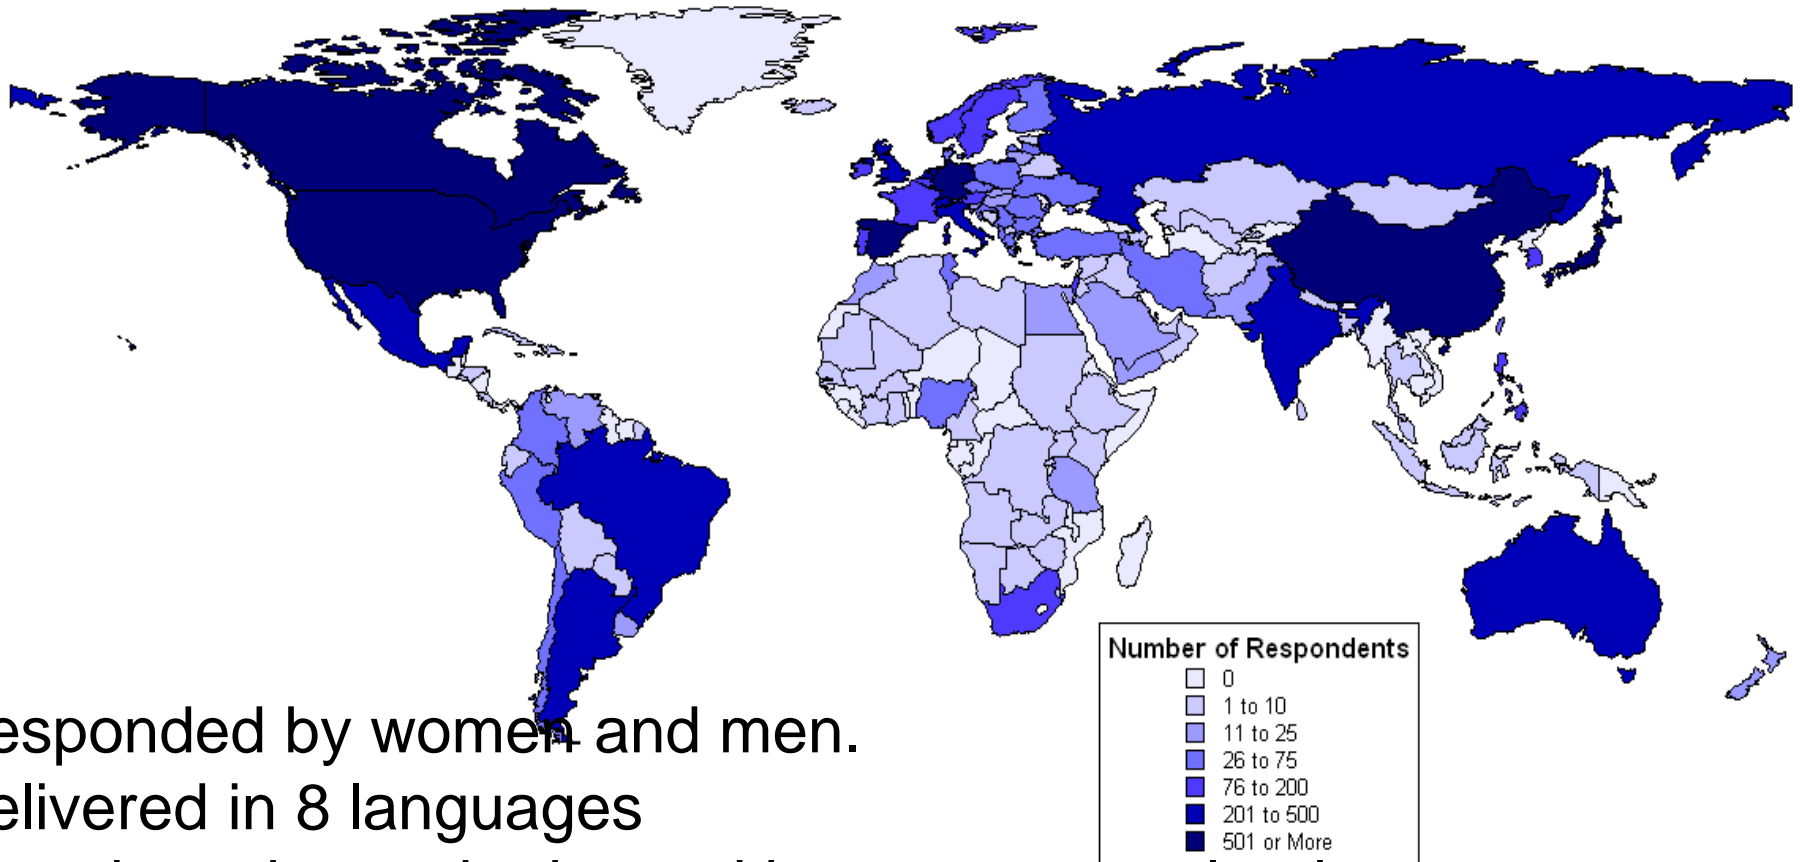 Number of Respondents
0
1 to 10
11 to 25
26 to 75
76 to 200
201 to 500
501 or More
esponded by women and men.
elivered in 8 languages